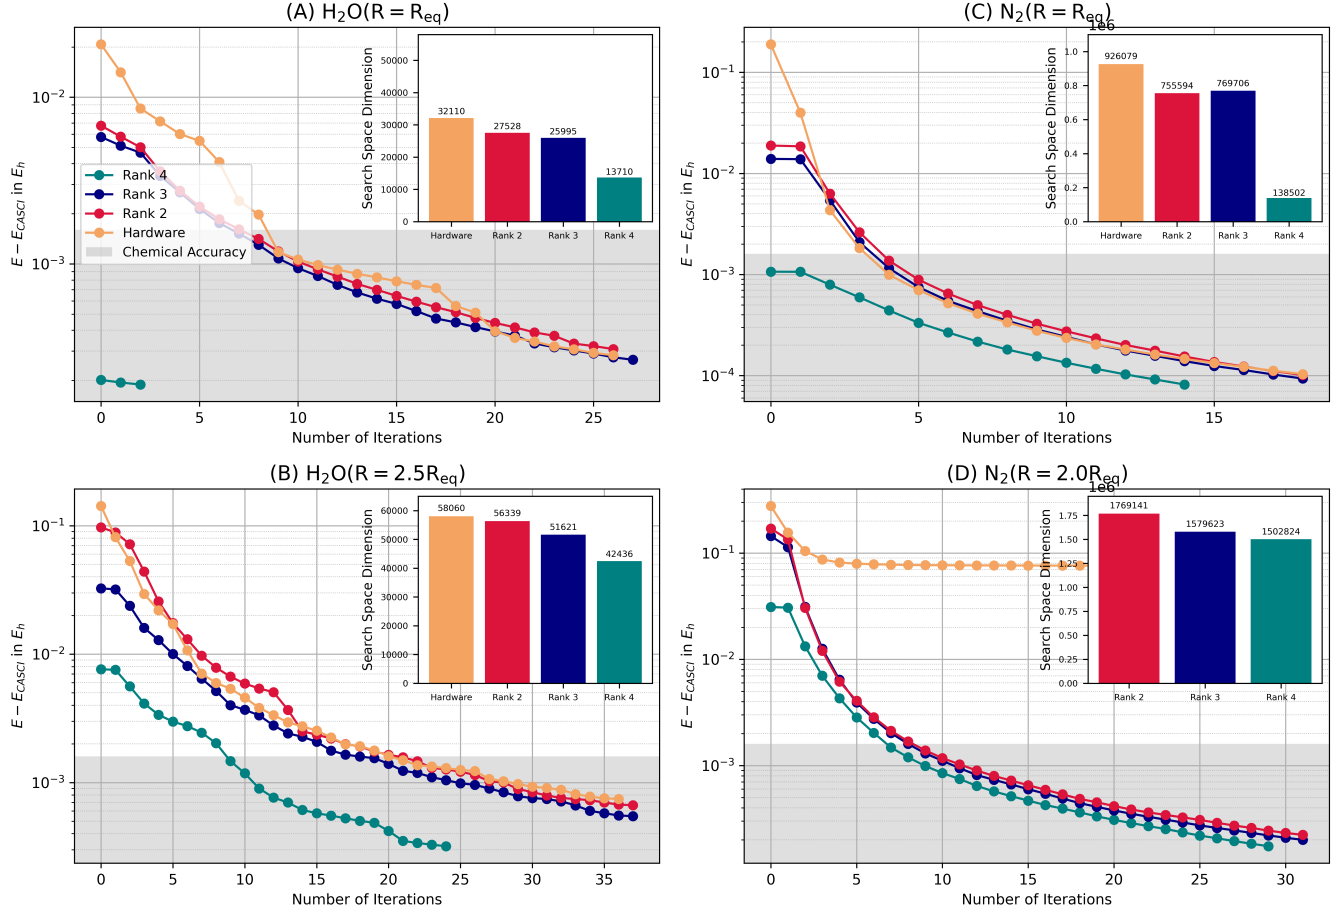 (A) H₂O(R = R_eq)
10⁻²
10⁻³
E − E_CASCI in E_h
0 5 10 15 20 25
Number of Iterations
Rank 4
Rank 3
Rank 2
Hardware
Chemical Accuracy
Search Space Dimension
50000
40000
30000
20000
10000
0
32110
27528
25995
13710
Hardware Rank 2 Rank 3 Rank 4
(C) N₂(R = R_eq)
1e6
10⁻¹
10⁻²
10⁻³
10⁻⁴
E − E_CASCI in E_h
0 5 10 15
Number of Iterations
Search Space Dimension
1.0
0.8
0.6
0.4
0.2
0.0
926079
755594
769706
138502
Hardware Rank 2 Rank 3 Rank 4
(B) H₂O(R = 2.5R_eq)
10⁻¹
10⁻²
10⁻³
E − E_CASCI in E_h
0 5 10 15 20 25 30 35
Number of Iterations
Search Space Dimension
60000
50000
40000
30000
20000
10000
0
58060
56339
51621
42436
Hardware Rank 2 Rank 3 Rank 4
(D) N₂(R = 2.0R_eq)
1e6
10⁻¹
10⁻²
10⁻³
E − E_CASCI in E_h
0 5 10 15 20 25 30
Number of Iterations
Search Space Dimension
1.75
1.50
1.25
1.00
0.75
0.50
0.25
0.00
1769141
1579623
1502824
Rank 2 Rank 3 Rank 4